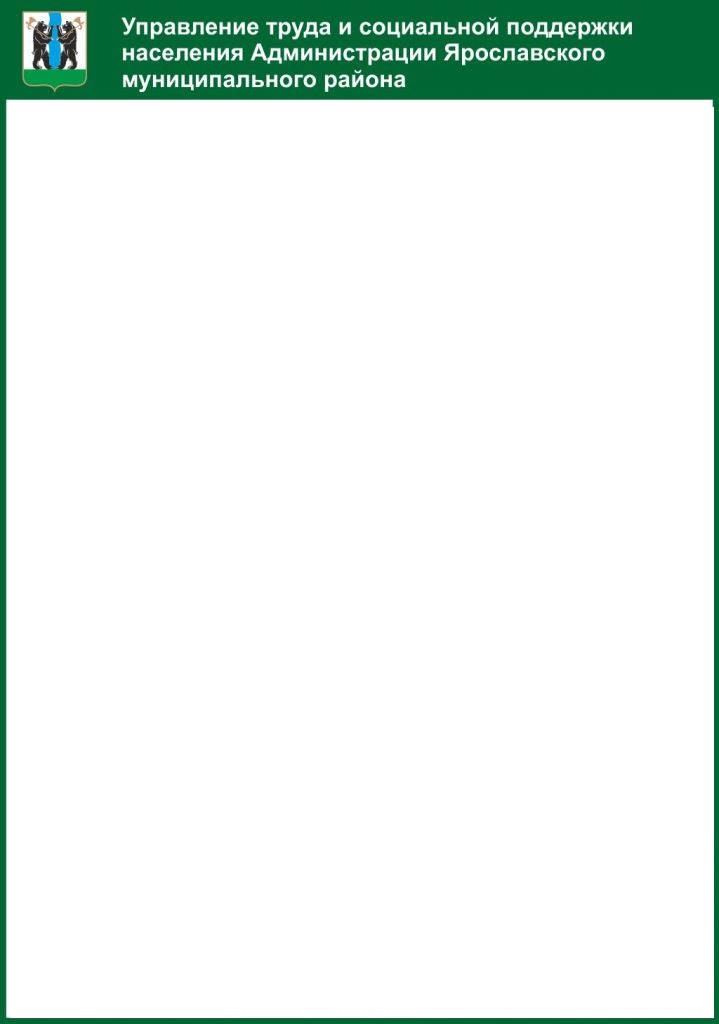 Управление труда и социальной поддержки
населения Администрации Ярославского
муниципального района